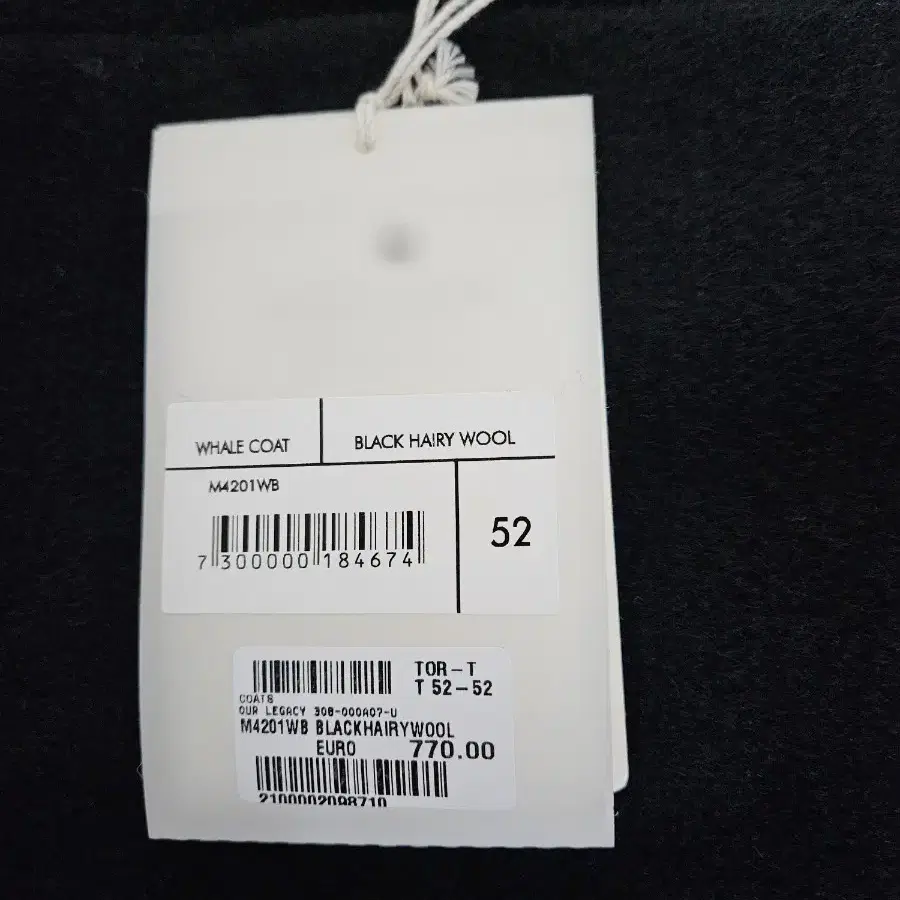 WHALE COAT
BLACK HAIRY WOOL
M4201WB
52
7 300000 184674
TOR-T
T 52-52
COATS
OUR LEGACY 308-000A07-U
M4201WB BLACKHAIRYWOOL
EURO 770.00
2100002098710